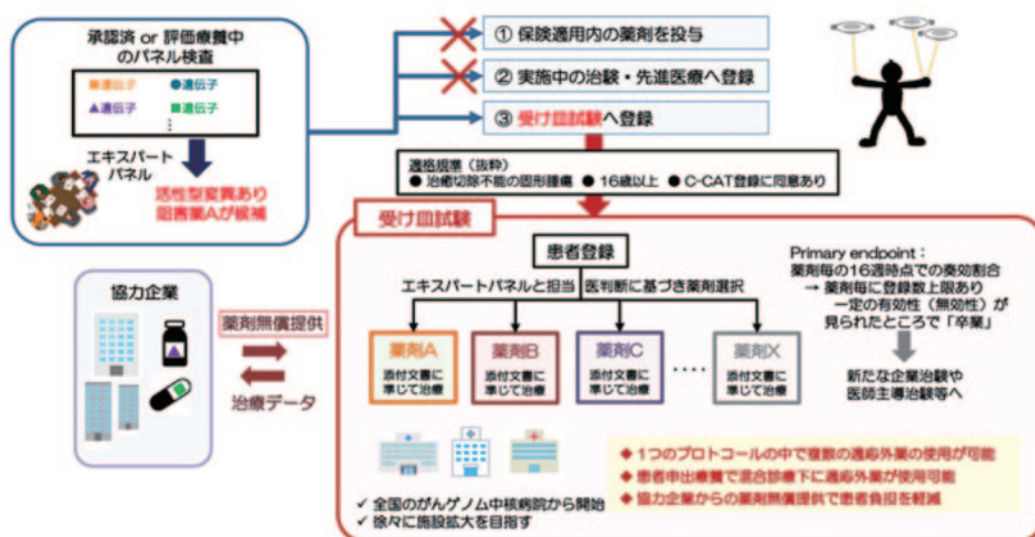 承認済 or 評価療養中
のパネル検査
■遺伝子 ●遺伝子
▲遺伝子 ■遺伝子
⋮
エキスパート
パネル
活性型変異あり
阻害薬Aが候補
① 保険適用内の薬剤を投与
② 実施中の治験・先進医療へ登録
③ 受け皿試験へ登録
適格規準（抜粋）
● 治癒切除不能の固形腫瘍 ● 16歳以上 ● C-CAT登録に同意あり
受け皿試験
患者登録
エキスパートパネルと担当 医判断に基づき薬剤選択
薬剤A
添付文書に
準じて治療
薬剤B
添付文書に
準じて治療
薬剤C
添付文書に
準じて治療
‥‥
薬剤X
添付文書に
準じて治療
Primary endpoint：
薬剤毎の16週時点での奏効割合
→ 薬剤毎に登録数上限あり
一定の有効性（無効性）が
見られたところで「卒業」
新たな企業治験や
医師主導治験等へ
協力企業
薬剤無償提供
治療データ
✓ 全国のがんゲノム中核病院から開始
✓ 徐々に施設拡大を目指す
◆ 1つのプロトコールの中で複数の適応外薬の使用が可能
◆ 患者申出療養で混合診療下に適応外薬が使用可能
◆ 協力企業からの薬剤無償提供で患者負担を軽減